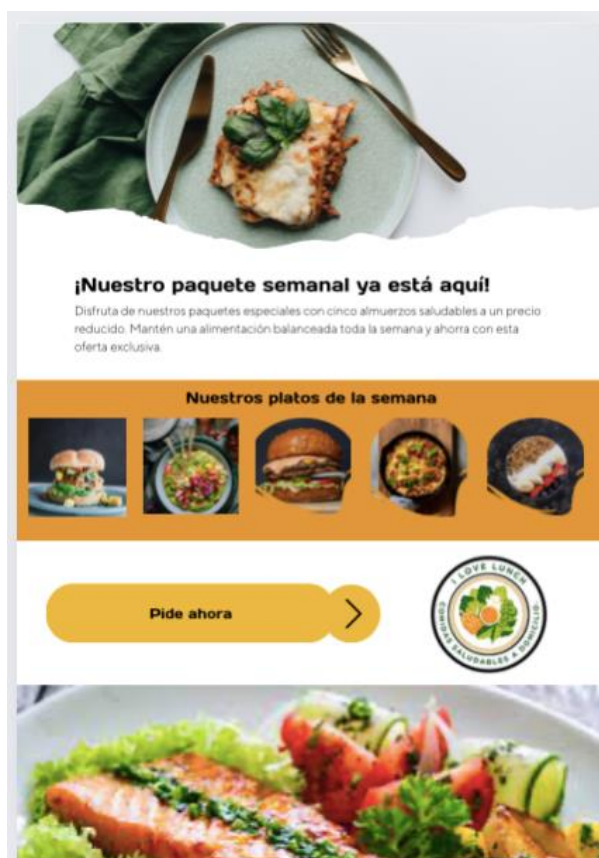 ¡Nuestro paquete semanal ya está aquí!
Disfruta de nuestros paquetes especiales con cinco almuerzos saludables a un precio
reducido. Mantén una alimentación balanceada toda la semana y ahorra con esta
oferta exclusiva.
Nuestros platos de la semana
Pide ahora
I LOVE LUNCH
COMIDAS SALUDABLES A DOMICILIO